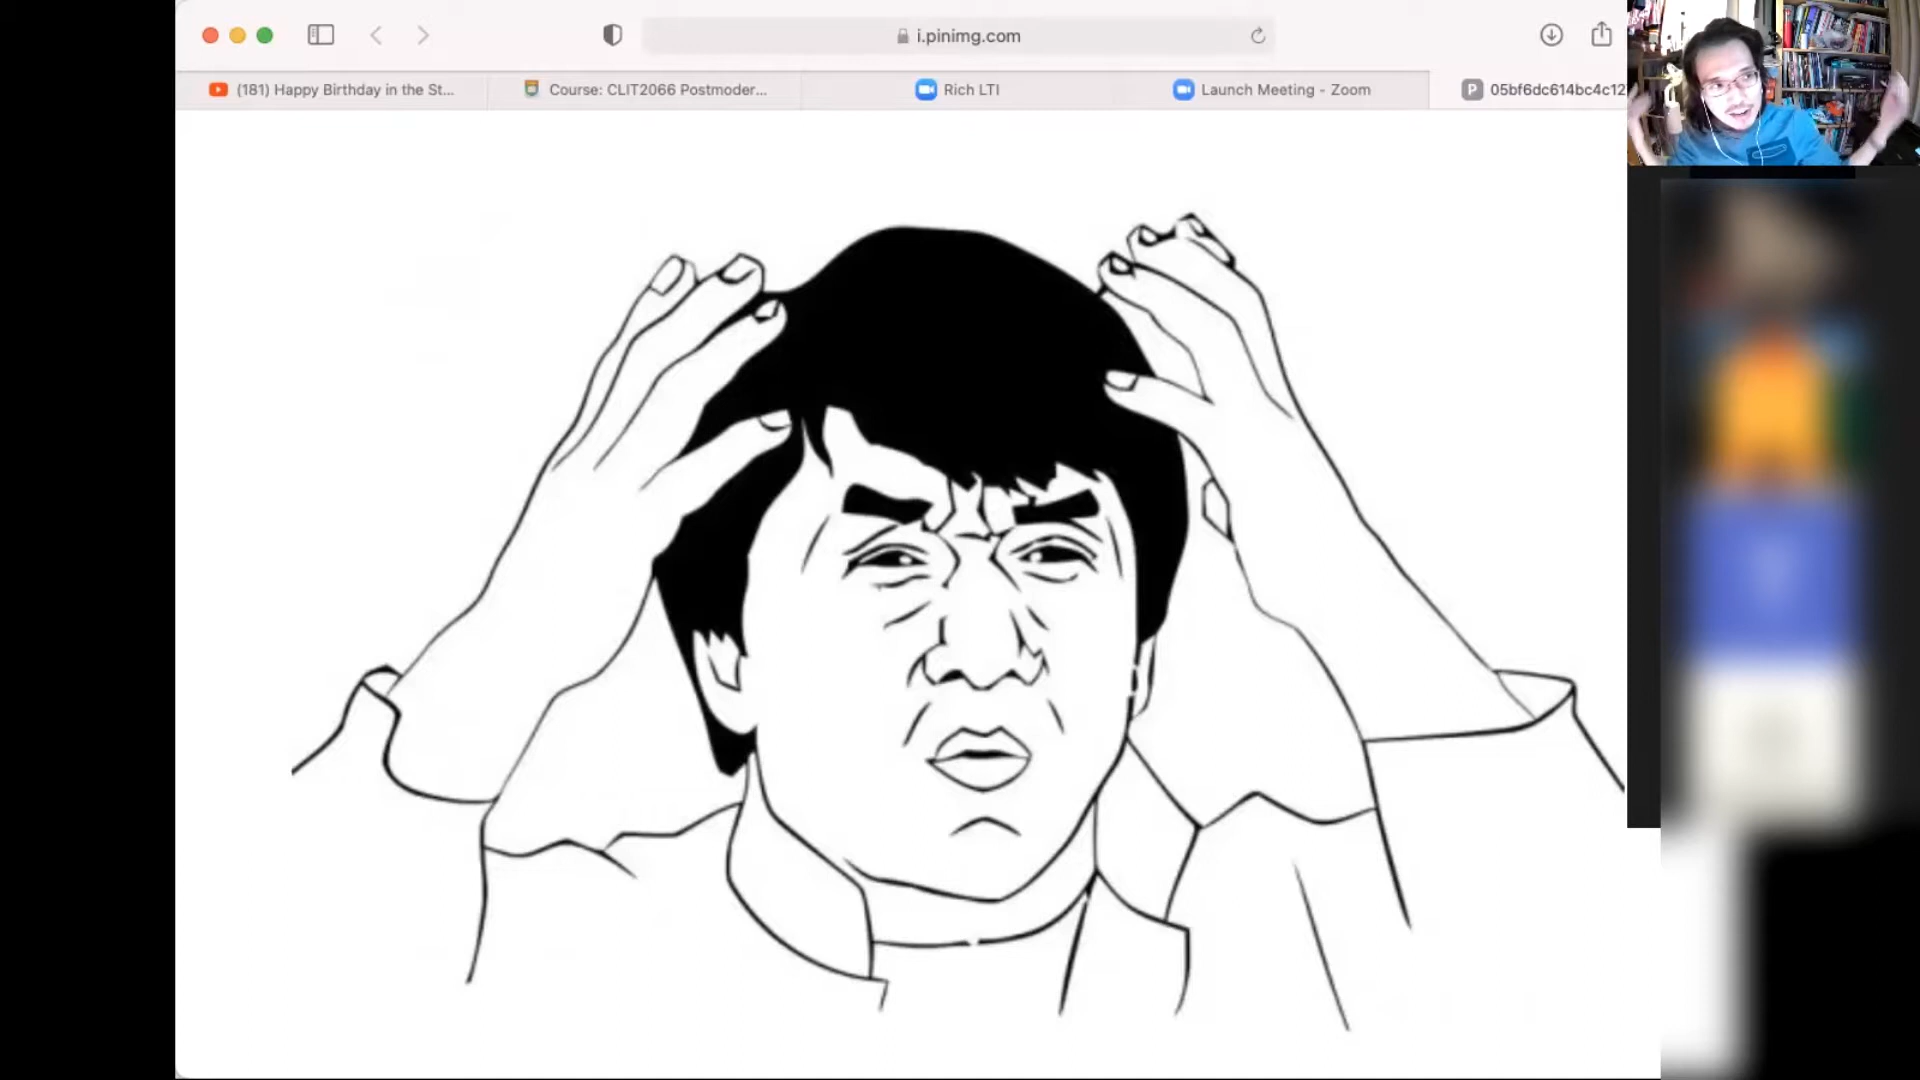 i.pinimg.com
(181) Happy Birthday in the St...
Course: CLIT2066 Postmoder...
Rich LTI
Launch Meeting - Zoom
P 05bf6dc614bc4c12